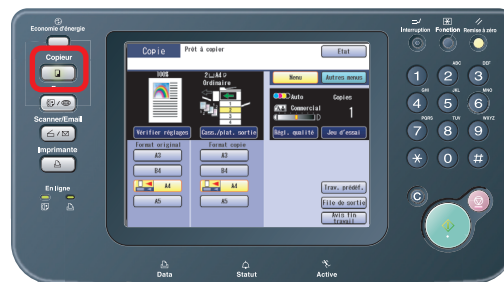 Economie d'énergie
Interruption Fonction Remise à zéro
Copieur
Scanner/Email
Imprimante
En ligne
Copie Prêt à copier Etat
100% 2 A4
Ordinaire
Menu Autres menus
Auto Copies
Commercial 1
Vérifier réglages Cass./plat. sortie Régl. qualité Jeu d'essai
Format original Format copie
A3 A3
B4 B4
A4 A4
A5 A5
Trav. prédéf.
File de sortie
Avis fin
travail
ABC DEF
1 2 3
GHI JKL MNO
4 5 6
PQRS TUV WXYZ
7 8 9
* 0 #
C
Data Statut Active